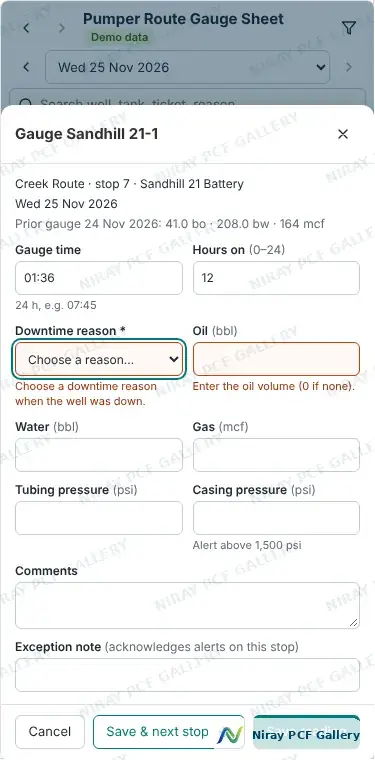 Pumper Route Gauge Sheet
Demo data
Wed 25 Nov 2026
Search well, tank, ticket, reason
Gauge Sandhill 21-1
Creek Route · stop 7 · Sandhill 21 Battery
Wed 25 Nov 2026
Prior gauge 24 Nov 2026: 41.0 bo · 208.0 bw · 164 mcf
Gauge time
Hours on (0–24)
01:36
12
24 h, e.g. 07:45
Downtime reason *
Oil (bbl)
Choose a reason...
Choose a downtime reason
when the well was down.
Enter the oil volume (0 if none).
Water (bbl)
Gas (mcf)
Tubing pressure (psi)
Casing pressure (psi)
Alert above 1,500 psi
Comments
Exception note (acknowledges alerts on this stop)
Cancel
Save & next stop
Niray PCF Gallery
NIRAY PCF GALLERY